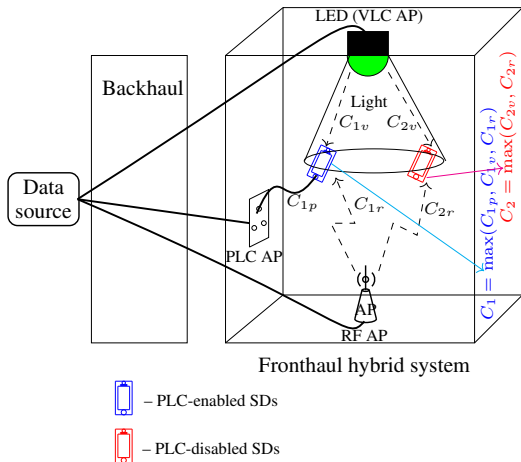 LED (VLC AP)
Backhaul
Light
C_{1v}
C_{2v}
C_{1p}
C_{1r}
C_{2r}
Data
source
PLC AP
AP
RF AP
C_1 = max(C_{1p}, C_{1v}, C_{1r})
C_2 = max(C_{2v}, C_{2r})
Fronthaul hybrid system
– PLC-enabled SDs
– PLC-disabled SDs